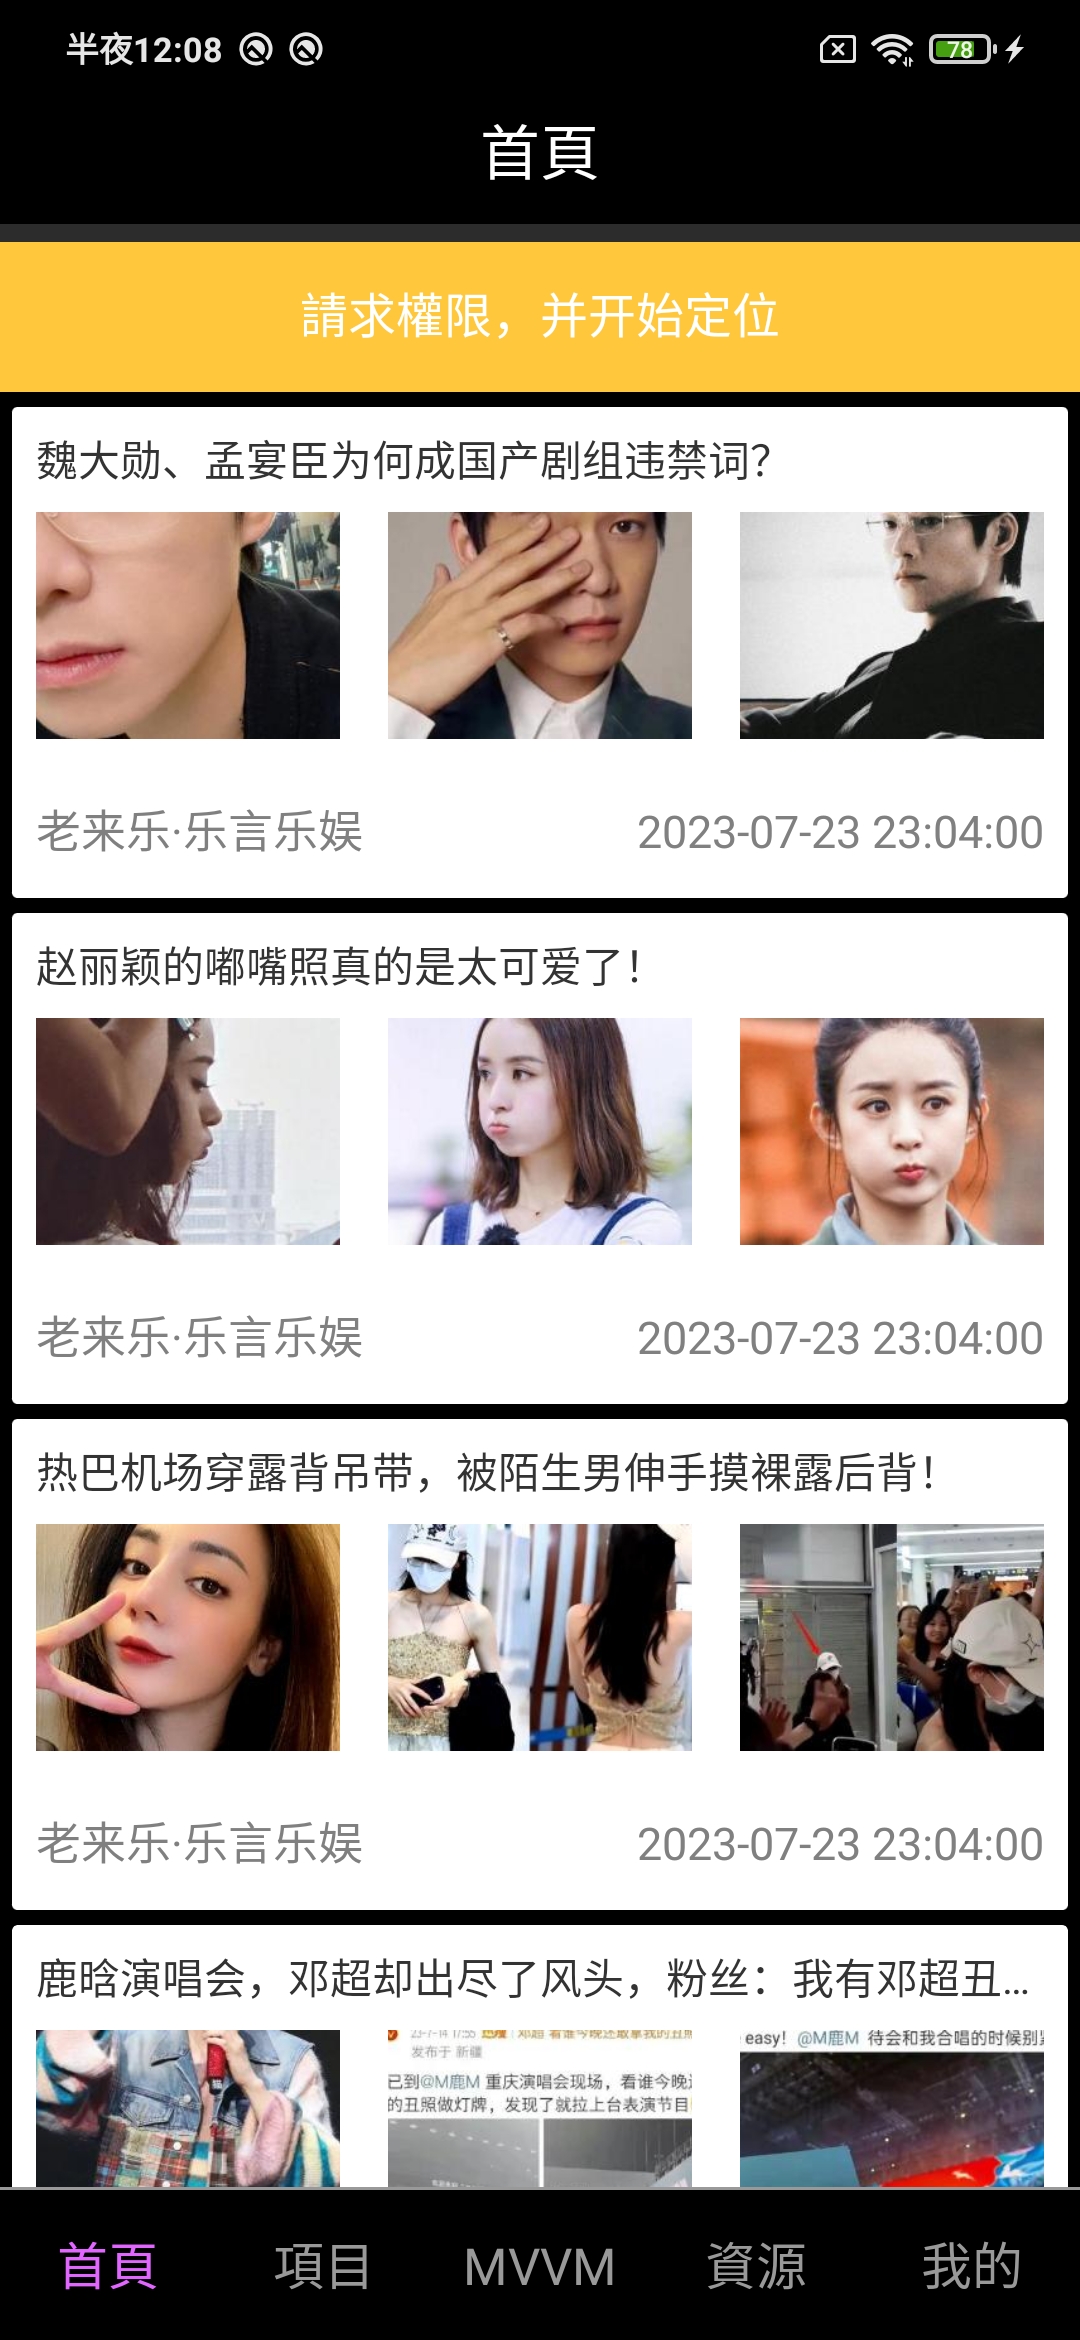 半夜12:08
78
首頁
請求權限，并开始定位
魏大勋、孟宴臣为何成国产剧组违禁词？
老来乐·乐言乐娱 2023-07-23 23:04:00
赵丽颖的嘟嘴照真的是太可爱了！
老来乐·乐言乐娱 2023-07-23 23:04:00
热巴机场穿露背吊带，被陌生男伸手摸裸露后背！
老来乐·乐言乐娱 2023-07-23 23:04:00
鹿晗演唱会，邓超却出尽了风头，粉丝：我有邓超丑...
23-7-14 17:55
发布于 新疆
已到@M鹿M 重庆演唱会现场，看谁今晚
的丑照做灯牌，发现了就拉上台表演节目
easy！@M鹿M 待会和我合唱的时候别
首頁 項目 MVVM 資源 我的